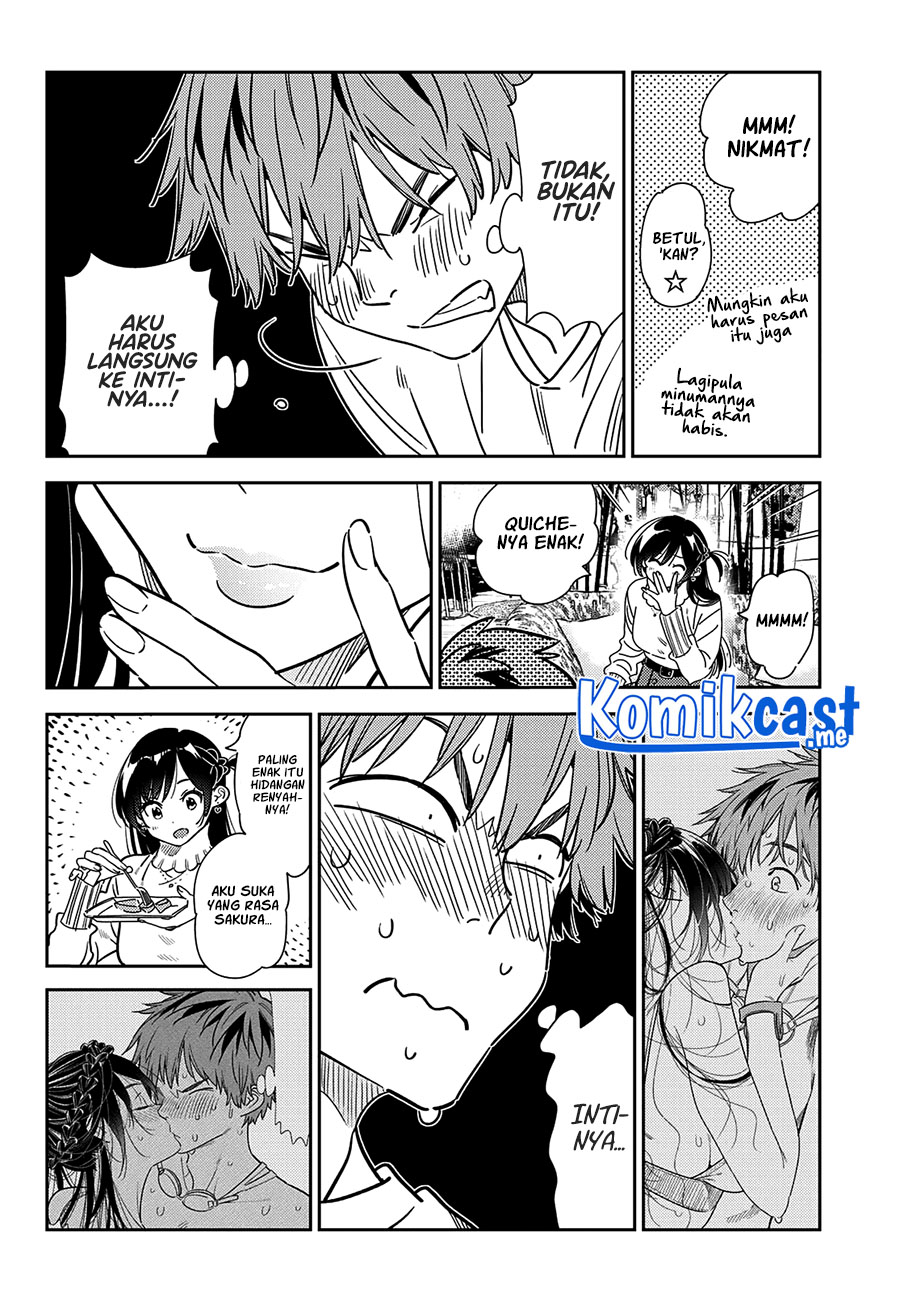 MMM!
NIKMAT!
BETUL,
'KAN?
☆
Mungkin aku
harus pesan
itu juga
Lagipula
minumannya
tidak akan
habis.
TIDAK,
BUKAN
ITU!
AKU
HARUS
LANGSUNG
KE INTI-
NYA...!
QUICHE-
NYA ENAK!
MMMM!
Komikcast
.me
INTI-
NYA...
PALING
ENAK ITU
HIDANGAN
RENYAH-
NYA!
AKU SUKA
YANG RASA
SAKURA...